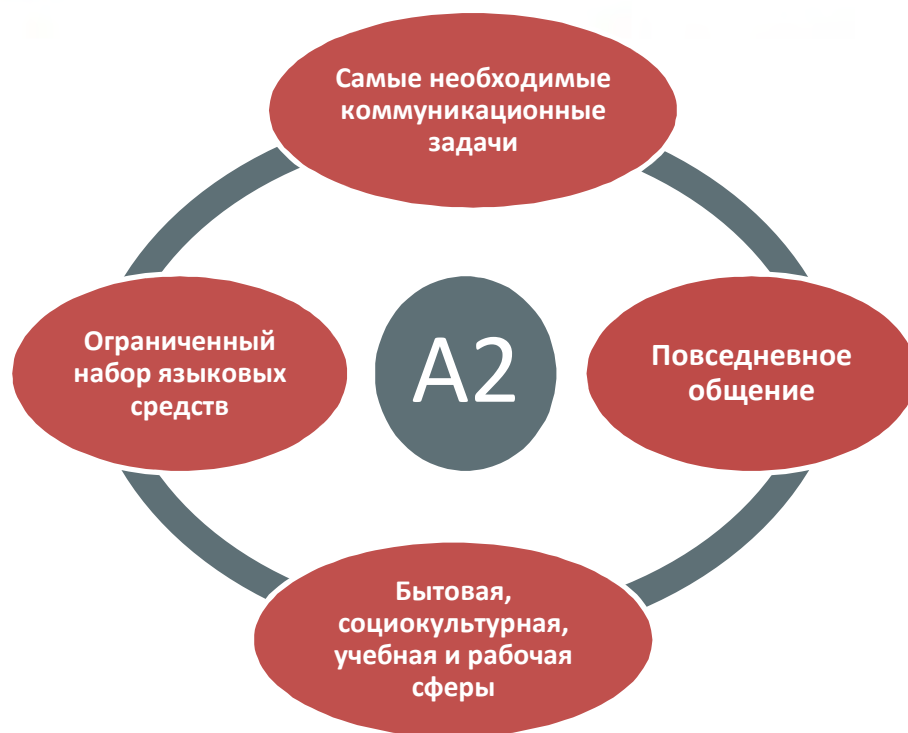 Самые необходимые
коммуникационные
задачи
Ограниченный
набор языковых
средств
А2
Повседневное
общение
Бытовая,
социокультурная,
учебная и рабочая
сферы